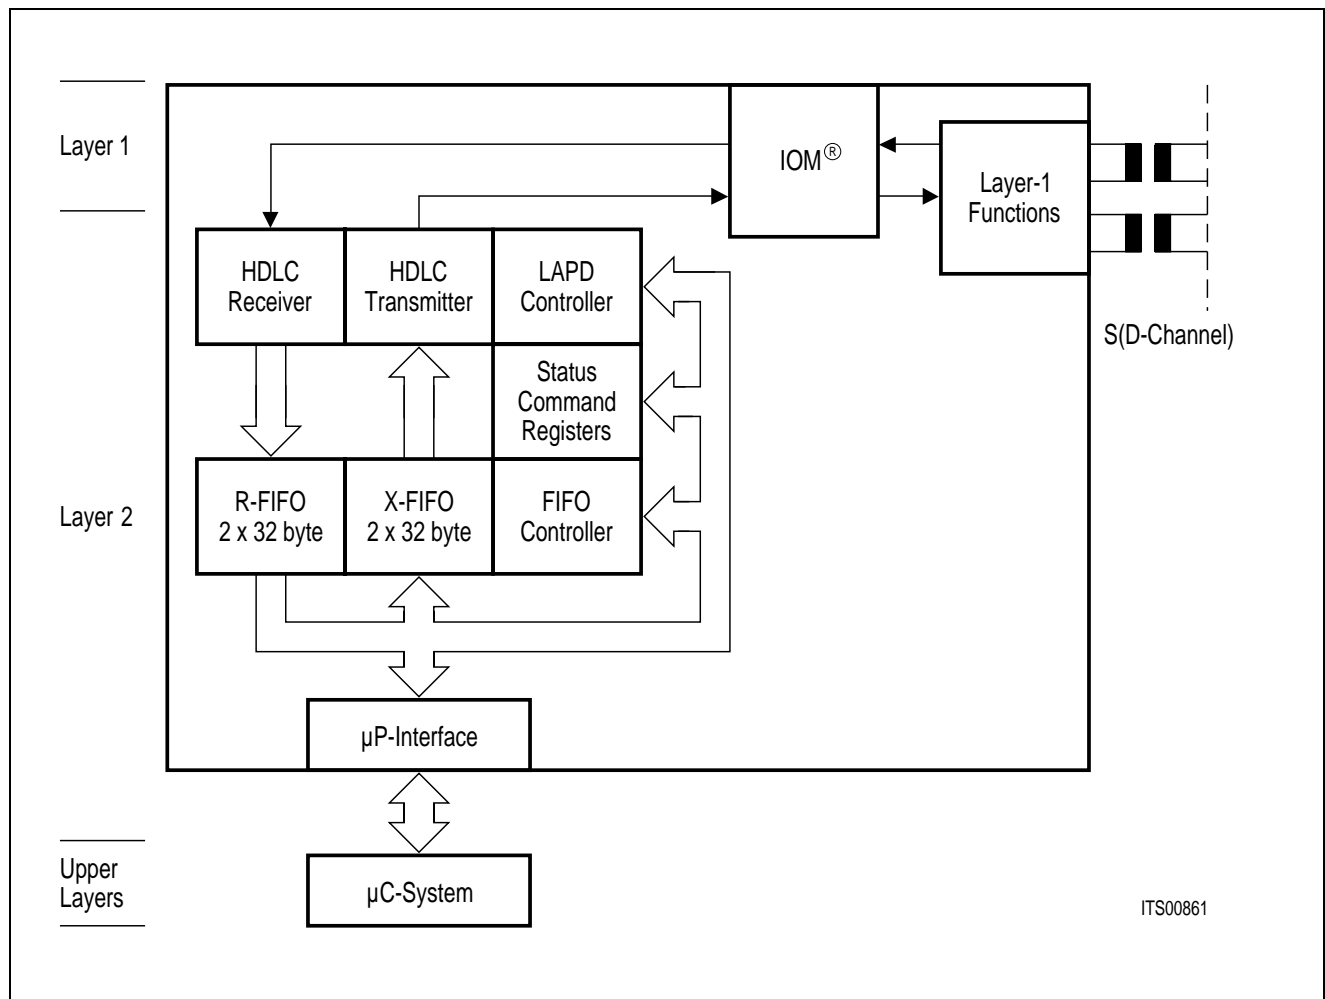 Layer 1
IOM®
Layer-1
Functions
HDLC
Receiver
HDLC
Transmitter
LAPD
Controller
S(D-Channel)
Status
Command
Registers
Layer 2
R-FIFO
2 x 32 byte
X-FIFO
2 x 32 byte
FIFO
Controller
µP-Interface
Upper
Layers
µC-System
ITS00861